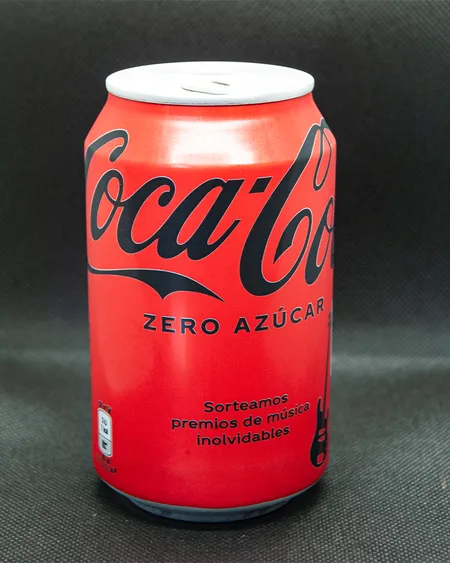 Coca-Co
ZERO AZÚCAR
Sorteamos
premios de música
inolvidables